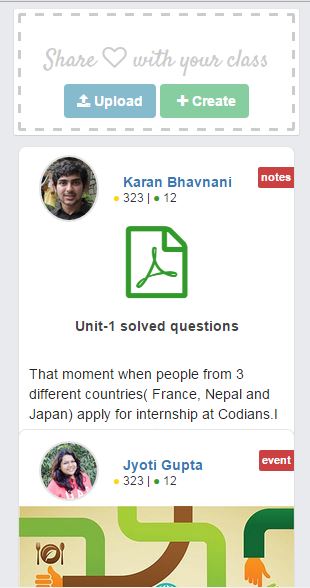 Share ♡ with your class
Upload
+ Create
Karan Bhavnani
notes
323 | 12
Unit-1 solved questions
That moment when people from 3
different countries( France, Nepal and
Japan) apply for internship at Codians.I
Jyoti Gupta
event
323 | 12